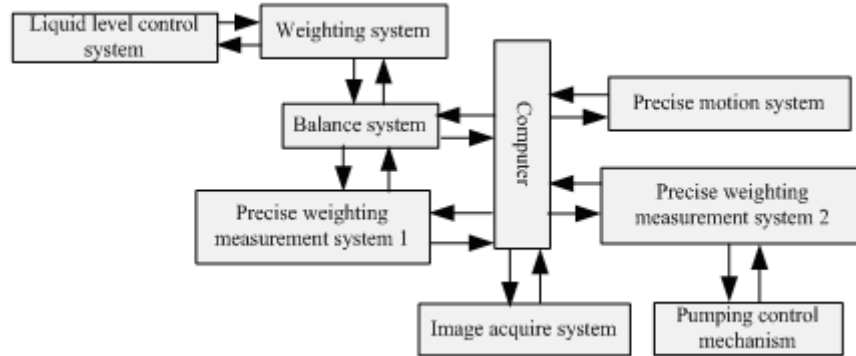 Liquid level control
system
Weighting system
Balance system
Computer
Precise motion system
Precise weighting
measurement system 1
Precise weighting
measurement system 2
Image acquire system
Pumping control
mechanism